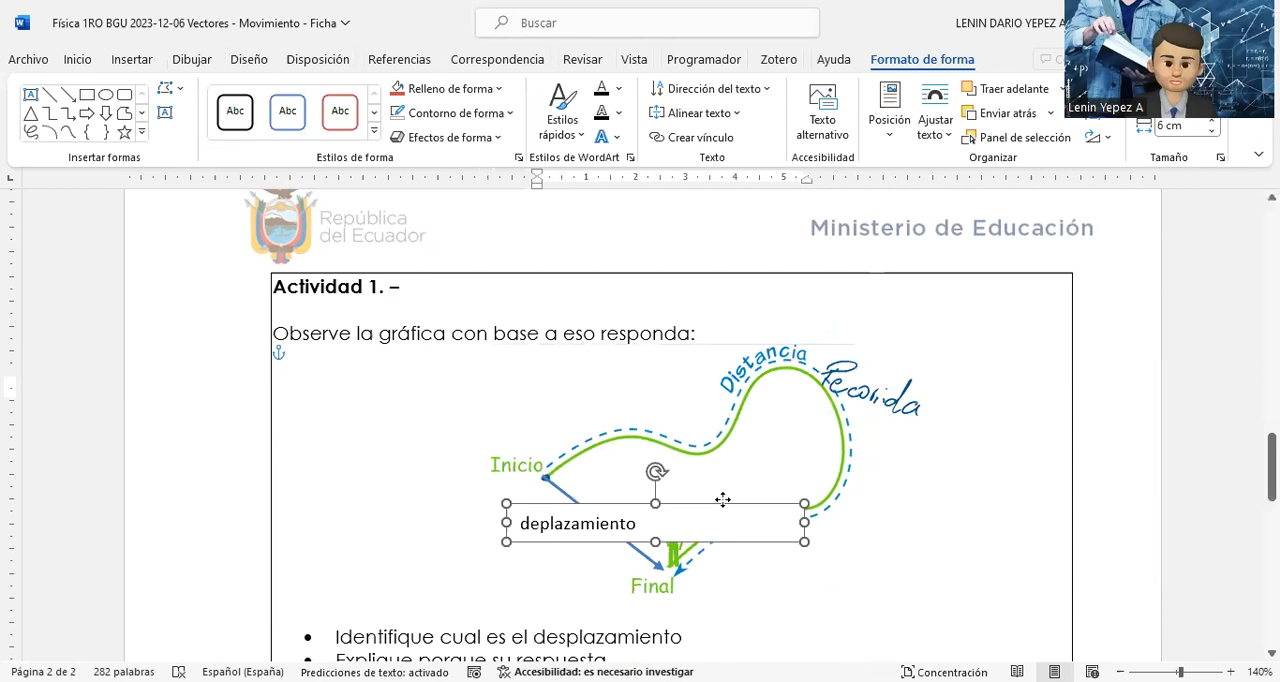 Física 1RO BGU 2023-12-06 Vectores - Movimiento - Ficha
Buscar
LENIN DARIO YEPEZ A
Lenin Yepez A
Archivo Inicio Insertar Dibujar Diseño Disposición Referencias Correspondencia Revisar Vista Programador Zotero Ayuda Formato de forma
Insertar formas
Abc Abc Abc
Relleno de forma
Contorno de forma
Efectos de forma
Estilos de forma
Estilos rápidos
Estilos de WordArt
Dirección del texto
Alinear texto
Crear vínculo
Texto
Texto alternativo
Accesibilidad
Posición
Ajustar texto
Traer adelante
Enviar atrás
Panel de selección
Organizar
6 cm
Tamaño
1 2 3 4 5
República
del Ecuador
Ministerio de Educación
Actividad 1. –
Observe la gráfica con base a eso responda:
Distancia
Recorrida
Inicio
deplazamiento
Final
• Identifique cual es el desplazamiento
• Explique porque su respuesta
Página 2 de 2 282 palabras Español (España) Predicciones de texto: activado Accesibilidad: es necesario investigar Concentración 140%